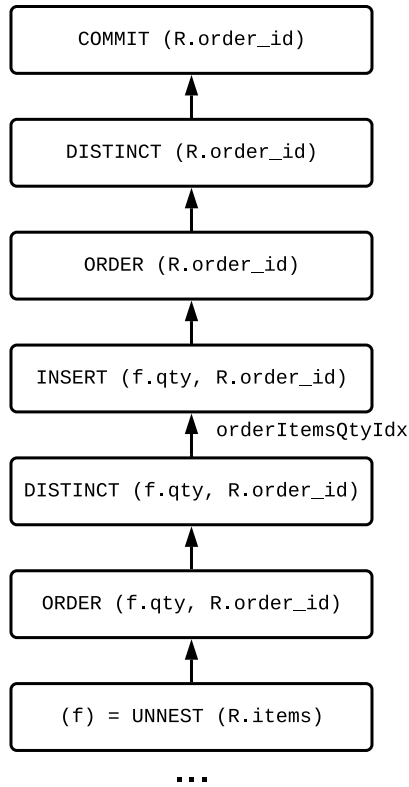 COMMIT (R.order_id)
DISTINCT (R.order_id)
ORDER (R.order_id)
INSERT (f.qty, R.order_id)
orderItemsQtyIdx
DISTINCT (f.qty, R.order_id)
ORDER (f.qty, R.order_id)
(f) = UNNEST (R.items)
...